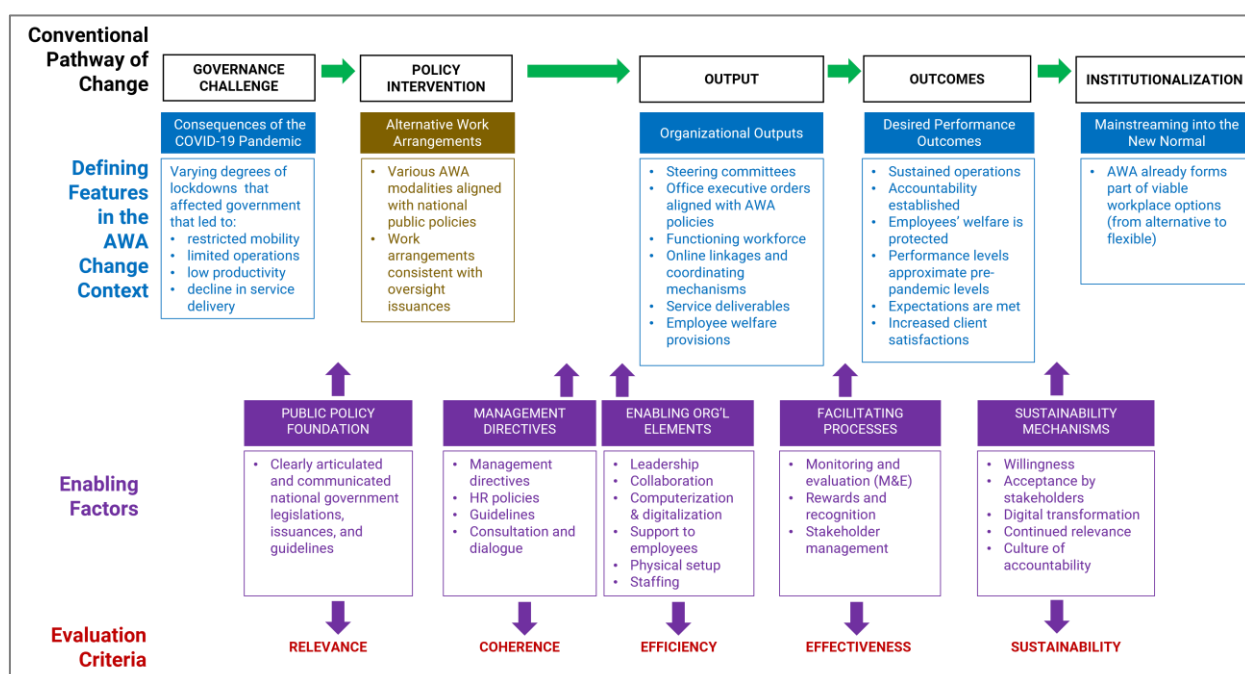 Conventional
Pathway of
Change
GOVERNANCE
CHALLENGE
POLICY
INTERVENTION
OUTPUT
OUTCOMES
INSTITUTIONALIZATION
Defining
Features
in the
AWA
Change
Context
Consequences of the
COVID-19 Pandemic
Varying degrees of
lockdowns that
affected government
that led to:
• restricted mobility
• limited operations
• low productivity
• decline in service
delivery
Alternative Work
Arrangements
• Various AWA
modalities aligned
with national
public policies
• Work
arrangements
consistent with
oversight
issuances
Organizational Outputs
• Steering committees
• Office executive orders
aligned with AWA
policies
• Functioning workforce
• Online linkages and
coordinating
mechanisms
• Service deliverables
• Employee welfare
provisions
Desired Performance
Outcomes
• Sustained operations
• Accountability
established
• Employees' welfare is
protected
• Performance levels
approximate pre-
pandemic levels
• Expectations are met
• Increased client
satisfactions
Mainstreaming into the
New Normal
• AWA already forms
part of viable
workplace options
(from alternative to
flexible)
Enabling
Factors
PUBLIC POLICY
FOUNDATION
• Clearly articulated
and communicated
national government
legislations,
issuances, and
guidelines
MANAGEMENT
DIRECTIVES
• Management
directives
• HR policies
• Guidelines
• Consultation and
dialogue
ENABLING ORG'L
ELEMENTS
• Leadership
• Collaboration
• Computerization
& digitalization
• Support to
employees
• Physical setup
• Staffing
FACILITATING
PROCESSES
• Monitoring and
evaluation (M&E)
• Rewards and
recognition
• Stakeholder
management
SUSTAINABILITY
MECHANISMS
• Willingness
• Acceptance by
stakeholders
• Digital transformation
• Continued relevance
• Culture of
accountability
Evaluation
Criteria
RELEVANCE
COHERENCE
EFFICIENCY
EFFECTIVENESS
SUSTAINABILITY